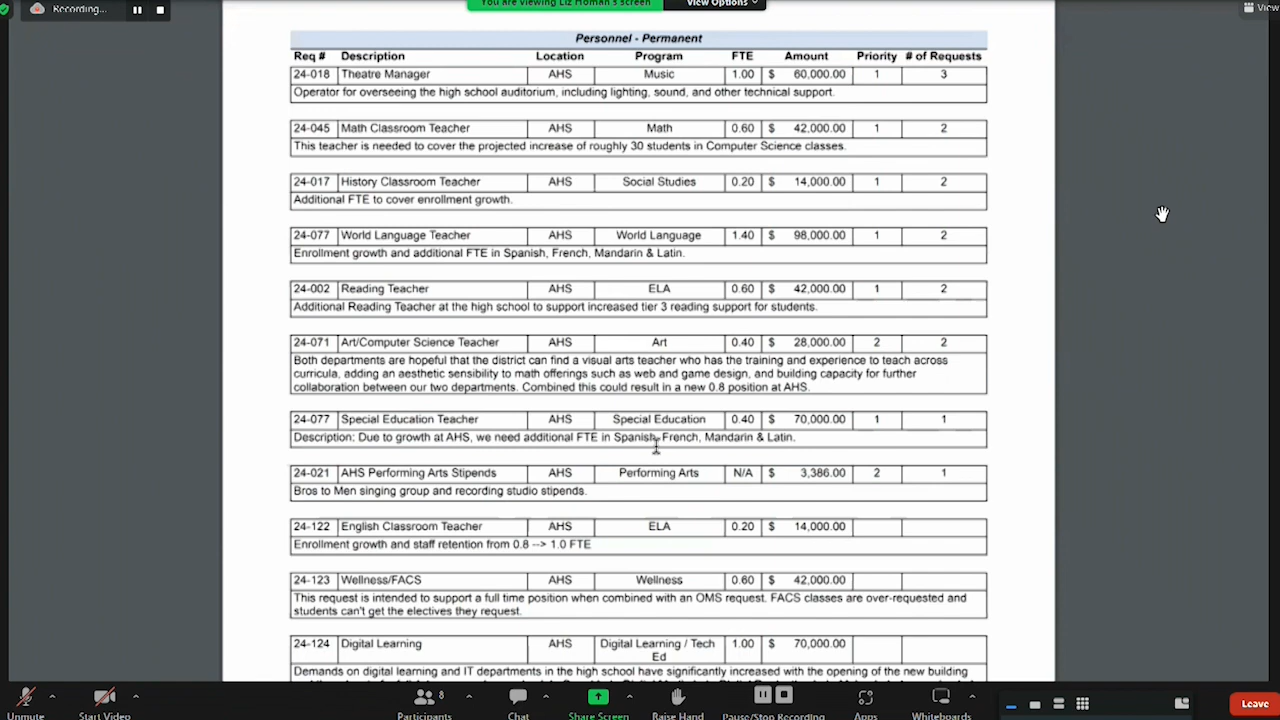 Recording...
You are viewing Liz Homan's screen
View Options
View
Personnel - Permanent
Req # Description Location Program FTE Amount Priority # of Requests
24-018 Theatre Manager AHS Music 1.00 $ 60,000.00 1 3
Operator for overseeing the high school auditorium, including lighting, sound, and other technical support.
24-045 Math Classroom Teacher AHS Math 0.60 $ 42,000.00 1 2
This teacher is needed to cover the projected increase of roughly 30 students in Computer Science classes.
24-017 History Classroom Teacher AHS Social Studies 0.20 $ 14,000.00 1 2
Additional FTE to cover enrollment growth.
24-077 World Language Teacher AHS World Language 1.40 $ 98,000.00 1 2
Enrollment growth and additional FTE in Spanish, French, Mandarin & Latin.
24-002 Reading Teacher AHS ELA 0.60 $ 42,000.00 1 2
Additional Reading Teacher at the high school to support increased tier 3 reading support for students.
24-071 Art/Computer Science Teacher AHS Art 0.40 $ 28,000.00 2 2
Both departments are hopeful that the district can find a visual arts teacher who has the training and experience to teach across
curricula, adding an aesthetic sensibility to math offerings such as web and game design, and building capacity for further
collaboration between our two departments. Combined this could result in a new 0.8 position at AHS.
24-077 Special Education Teacher AHS Special Education 0.40 $ 70,000.00 1 1
Description: Due to growth at AHS, we need additional FTE in Spanish, French, Mandarin & Latin.
24-021 AHS Performing Arts Stipends AHS Performing Arts N/A $ 3,386.00 2 1
Bros to Men singing group and recording studio stipends.
24-122 English Classroom Teacher AHS ELA 0.20 $ 14,000.00
Enrollment growth and staff retention from 0.8 --> 1.0 FTE
24-123 Wellness/FACS AHS Wellness 0.60 $ 42,000.00
This request is intended to support a full time position when combined with an OMS request. FACS classes are over-requested and
students can't get the electives they request.
24-124 Digital Learning AHS Digital Learning / Tech Ed 1.00 $ 70,000.00
Demands on digital learning and IT departments in the high school have significantly increased with the opening of the new building
8
Unmute Start Video Participants Chat Share Screen Raise Hand Pause/Stop Recording Apps Whiteboards Leave